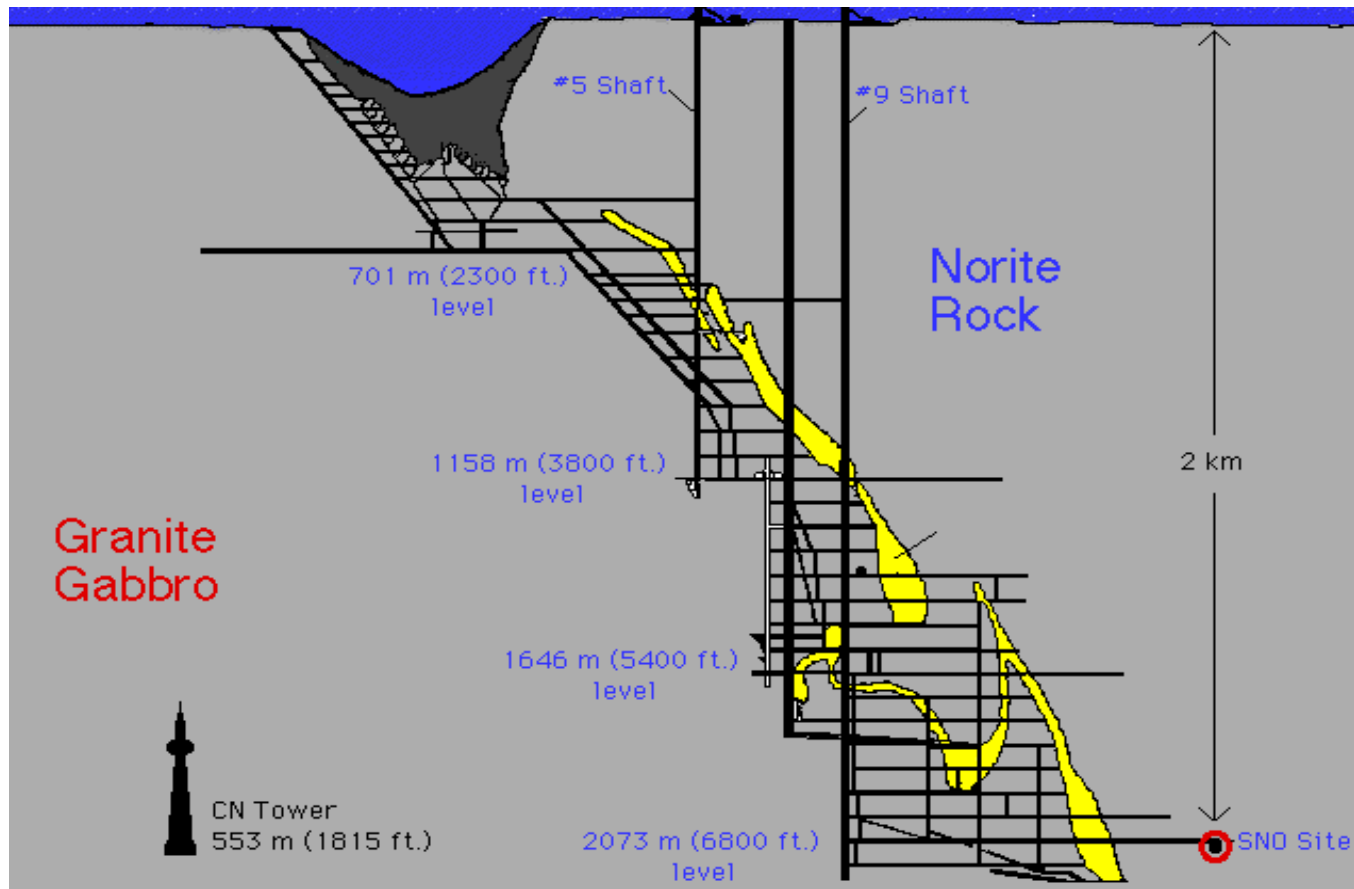 #5 Shaft
#9 Shaft
701 m (2300 ft.)
level
Norite
Rock
1158 m (3800 ft.)
level
2 km
Granite
Gabbro
1646 m (5400 ft.)
level
CN Tower
553 m (1815 ft.)
2073 m (6800 ft.)
level
SNO Site